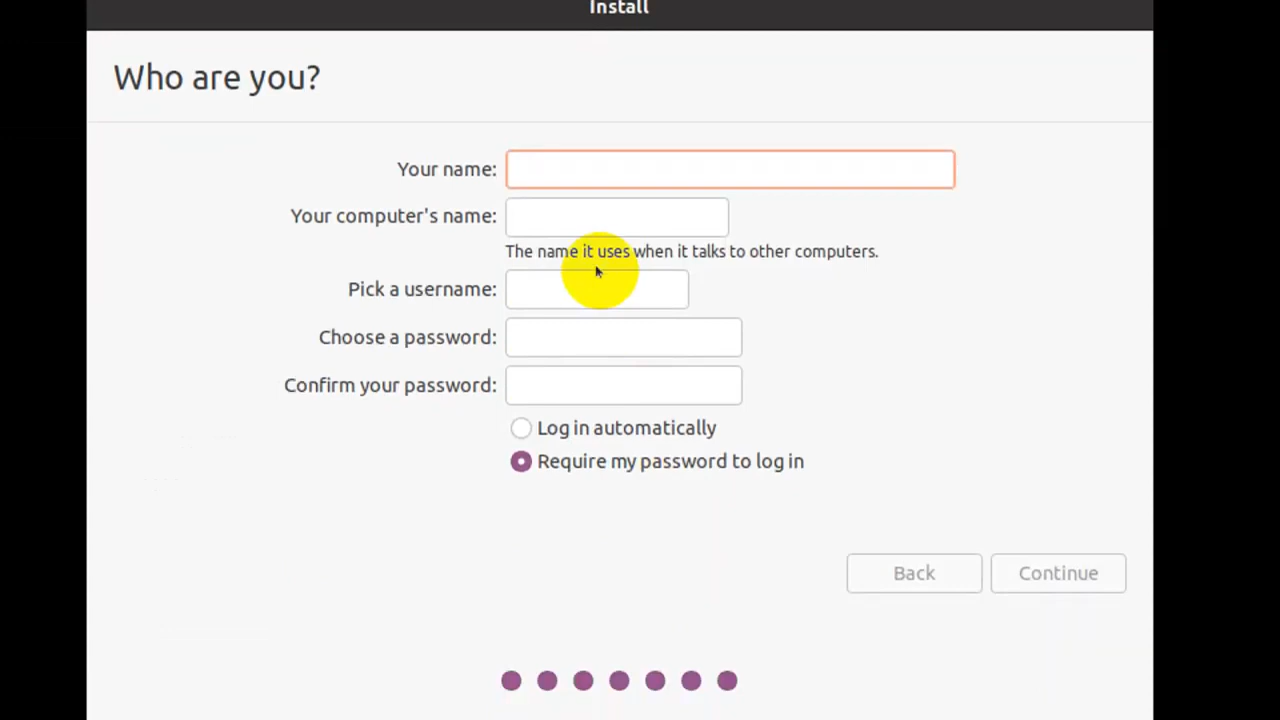 Install
Who are you?
Your name:
Your computer's name:
The name it uses when it talks to other computers.
Pick a username:
Choose a password:
Confirm your password:
Log in automatically
Require my password to log in
Back
Continue